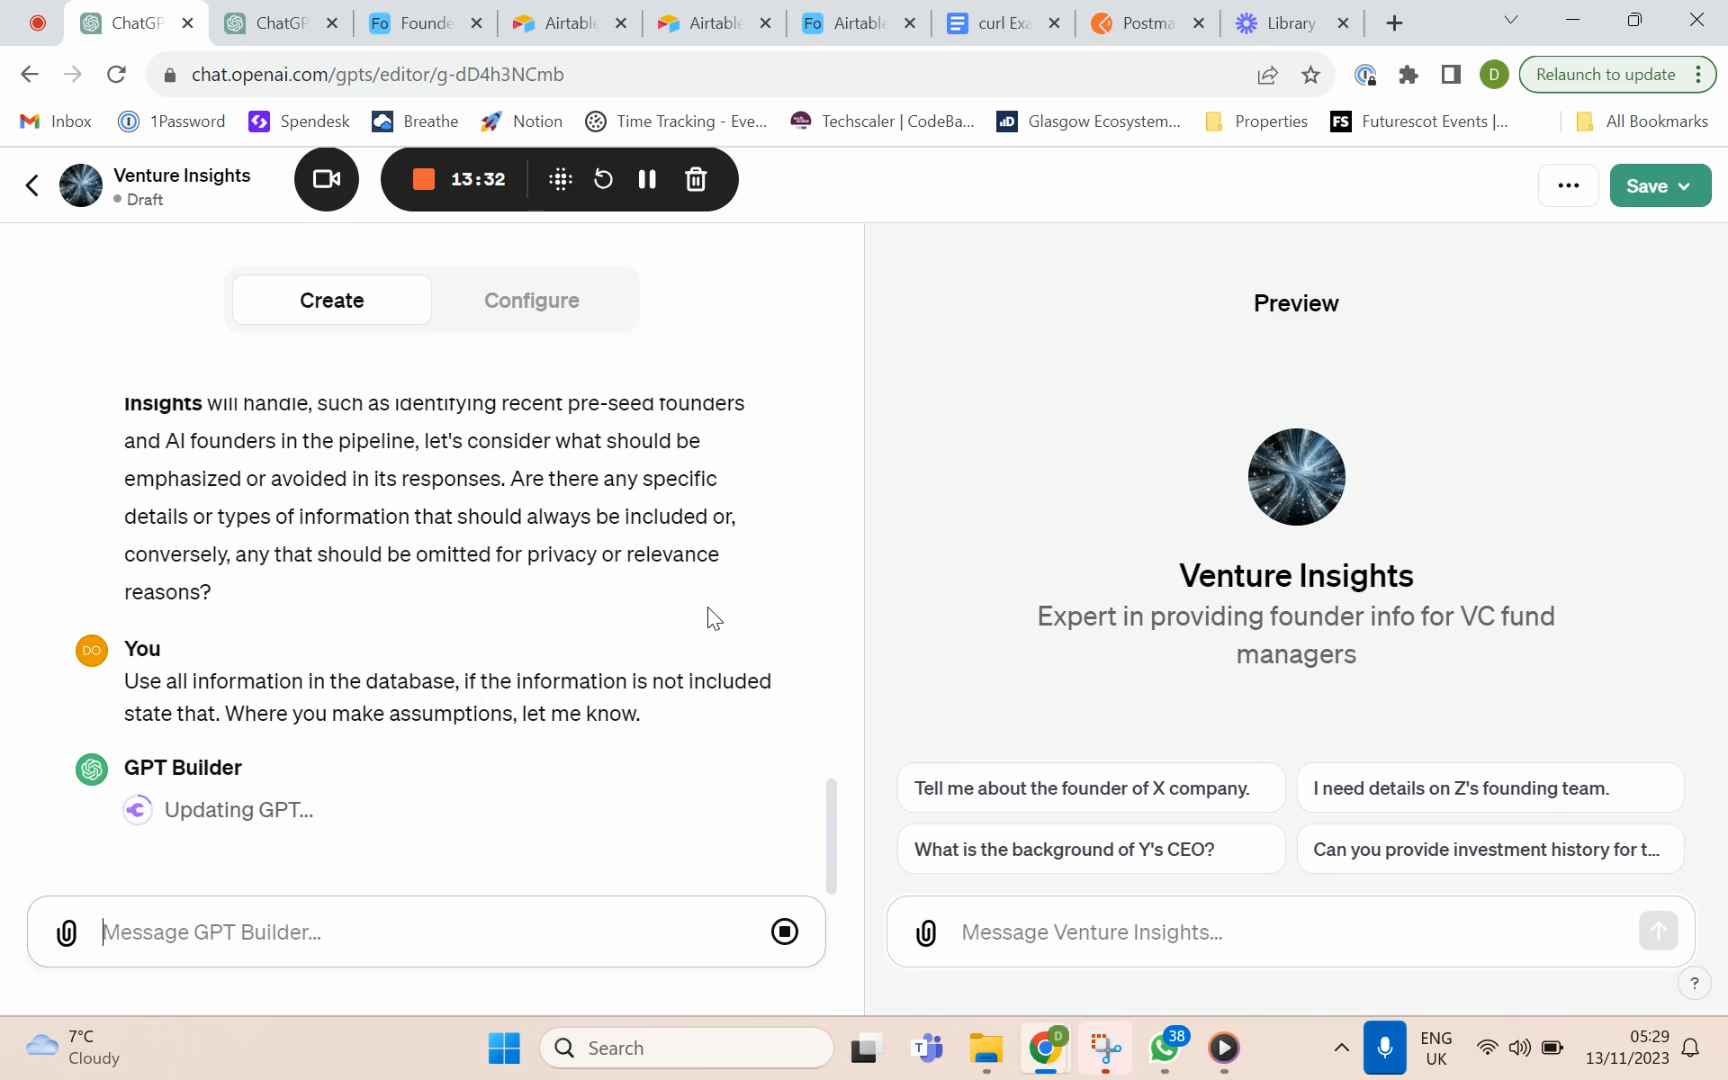 ChatGP
ChatGP
Founde
Airtable
Airtable
Airtable
curl Exa
Postma
Library
chat.openai.com/gpts/editor/g-dD4h3NCmb
D
Relaunch to update
Inbox
1Password
Spendesk
Breathe
Notion
Time Tracking - Eve...
Techscaler | CodeBa...
Glasgow Ecosystem...
Properties
FS
Futurescot Events |...
All Bookmarks
Venture Insights
Draft
13:32
Save
Create
Configure
Preview
Insights will handle, such as identifying recent pre-seed founders
and AI founders in the pipeline, let's consider what should be
emphasized or avoided in its responses. Are there any specific
details or types of information that should always be included or,
conversely, any that should be omitted for privacy or relevance
reasons?
DO
You
Use all information in the database, if the information is not included
state that. Where you make assumptions, let me know.
GPT Builder
Updating GPT...
Message GPT Builder...
Venture Insights
Expert in providing founder info for VC fund
managers
Tell me about the founder of X company.
I need details on Z's founding team.
What is the background of Y's CEO?
Can you provide investment history for t...
Message Venture Insights...
?
7°C
Cloudy
Search
D
38
ENG
UK
05:29
13/11/2023